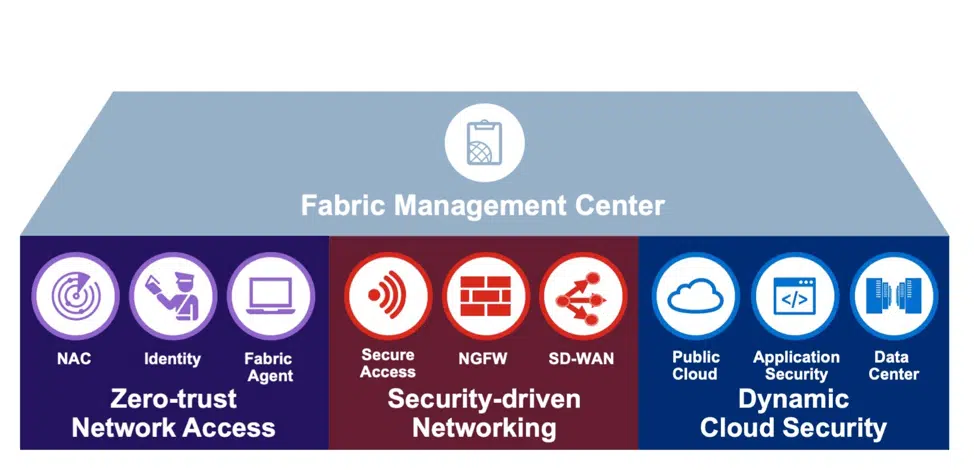 Fabric Management Center
NAC
Identity
Fabric
Agent
Zero-trust
Network Access
Secure
Access
NGFW
SD-WAN
Security-driven
Networking
Public
Cloud
Application
Security
Data
Center
Dynamic
Cloud Security